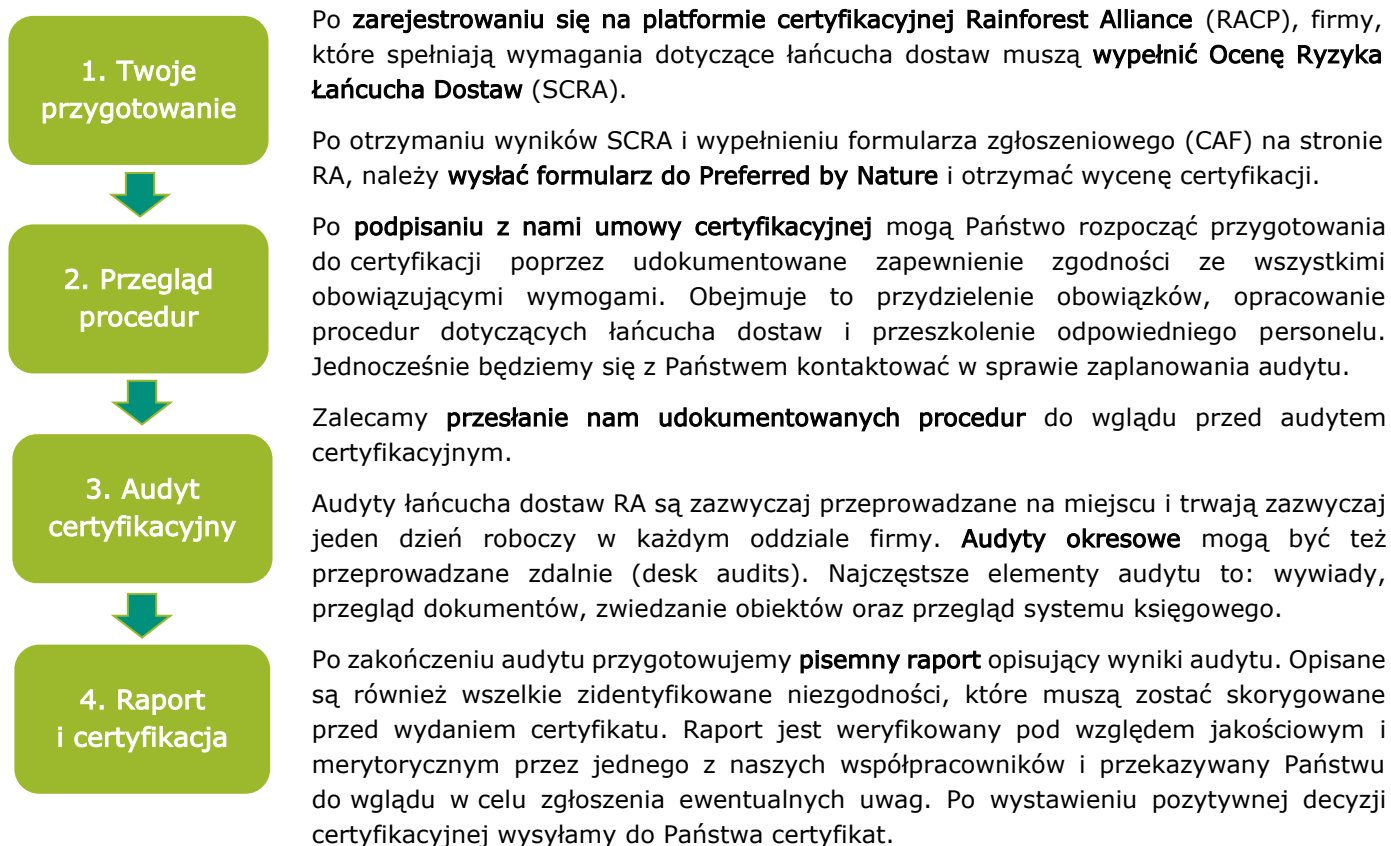 1. Twoje
przygotowanie
2. Przegląd
procedur
3. Audyt
certyfikacyjny
4. Raport
i certyfikacja
Po zarejestrowaniu się na platformie certyfikacyjnej Rainforest Alliance (RACP), firmy,
które spełniają wymagania dotyczące łańcucha dostaw muszą wypełnić Ocenę Ryzyka
Łańcucha Dostaw (SCRA).
Po otrzymaniu wyników SCRA i wypełnieniu formularza zgłoszeniowego (CAF) na stronie
RA, należy wysłać formularz do Preferred by Nature i otrzymać wycenę certyfikacji.
Po podpisaniu z nami umowy certyfikacyjnej mogą Państwo rozpocząć przygotowania
do certyfikacji poprzez udokumentowane zapewnienie zgodności ze wszystkimi
obowiązującymi wymogami. Obejmuje to przydzielenie obowiązków, opracowanie
procedur dotyczących łańcucha dostaw i przeszkolenie odpowiedniego personelu.
Jednocześnie będziemy się z Państwem kontaktować w sprawie zaplanowania audytu.
Zalecamy przesłanie nam udokumentowanych procedur do wglądu przed audytem
certyfikacyjnym.
Audyty łańcucha dostaw RA są zazwyczaj przeprowadzane na miejscu i trwają zazwyczaj
jeden dzień roboczy w każdym oddziale firmy. Audyty okresowe mogą być też
przeprowadzane zdalnie (desk audits). Najczęstsze elementy audytu to: wywiady,
przegląd dokumentów, zwiedzanie obiektów oraz przegląd systemu księgowego.
Po zakończeniu audytu przygotowujemy pisemny raport opisujący wyniki audytu. Opisane
są również wszelkie zidentyfikowane niezgodności, które muszą zostać skorygowane
przed wydaniem certyfikatu. Raport jest weryfikowany pod względem jakościowym i
merytorycznym przez jednego z naszych współpracowników i przekazywany Państwu
do wglądu w celu zgłoszenia ewentualnych uwag. Po wystawieniu pozytywnej decyzji
certyfikacyjnej wysyłamy do Państwa certyfikat.